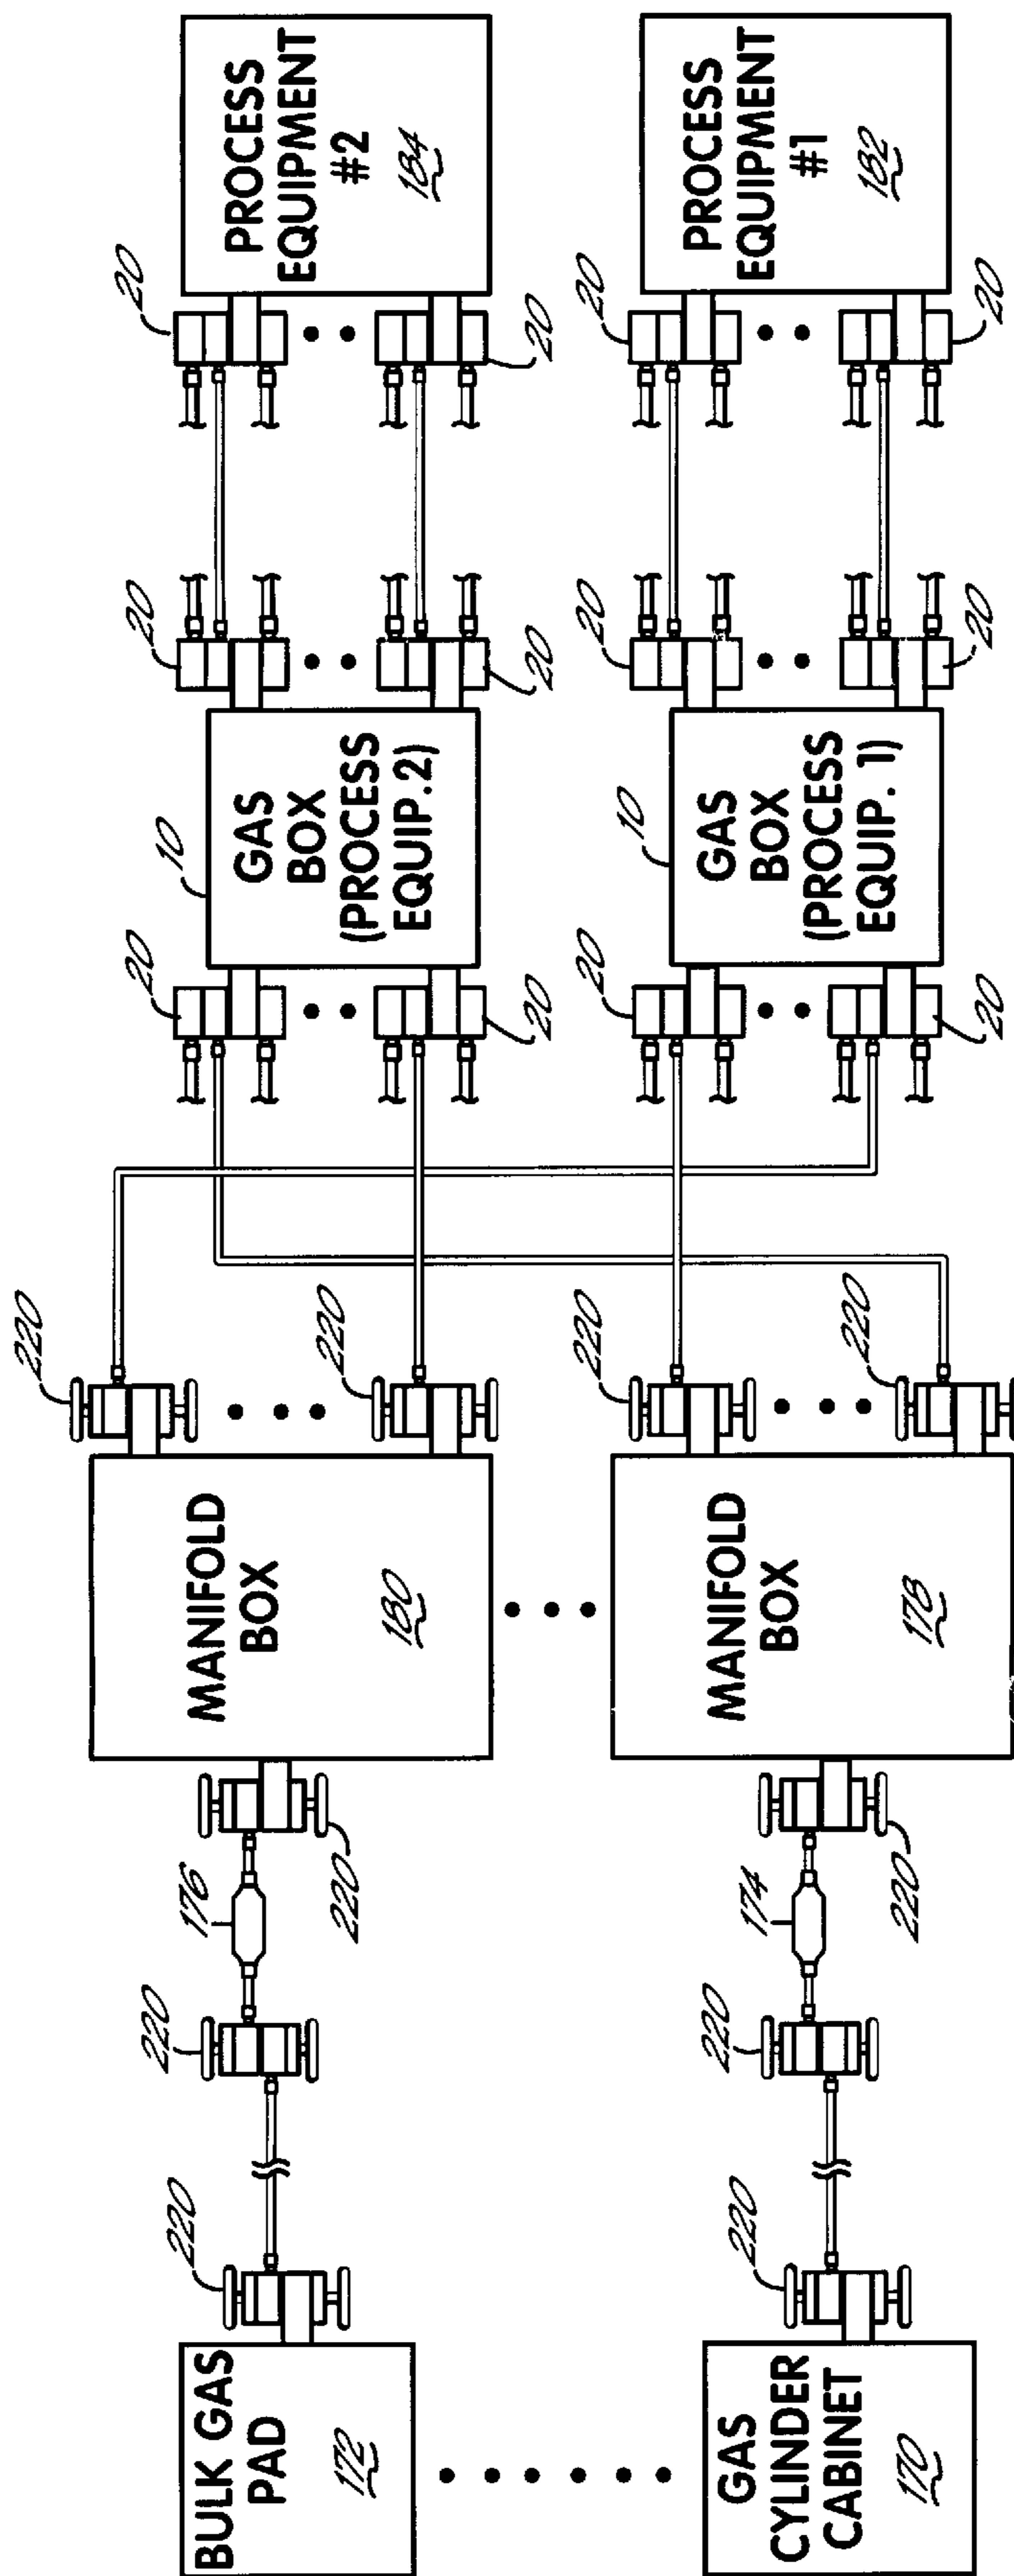 BULK GAS
PAD
172
220
220
176
220
MANIFOLD
BOX
180
220
220
20
20
10
GAS
BOX
(PROCESS
EQUIP.2)
20
20
20
20
PROCESS
EQUIPMENT
#2
184
GAS
CYLINDER
CABINET
170
220
220
174
220
MANIFOLD
BOX
178
220
220
20
20
10
GAS
BOX
(PROCESS
EQUIP. 1)
20
20
20
20
PROCESS
EQUIPMENT
#1
182